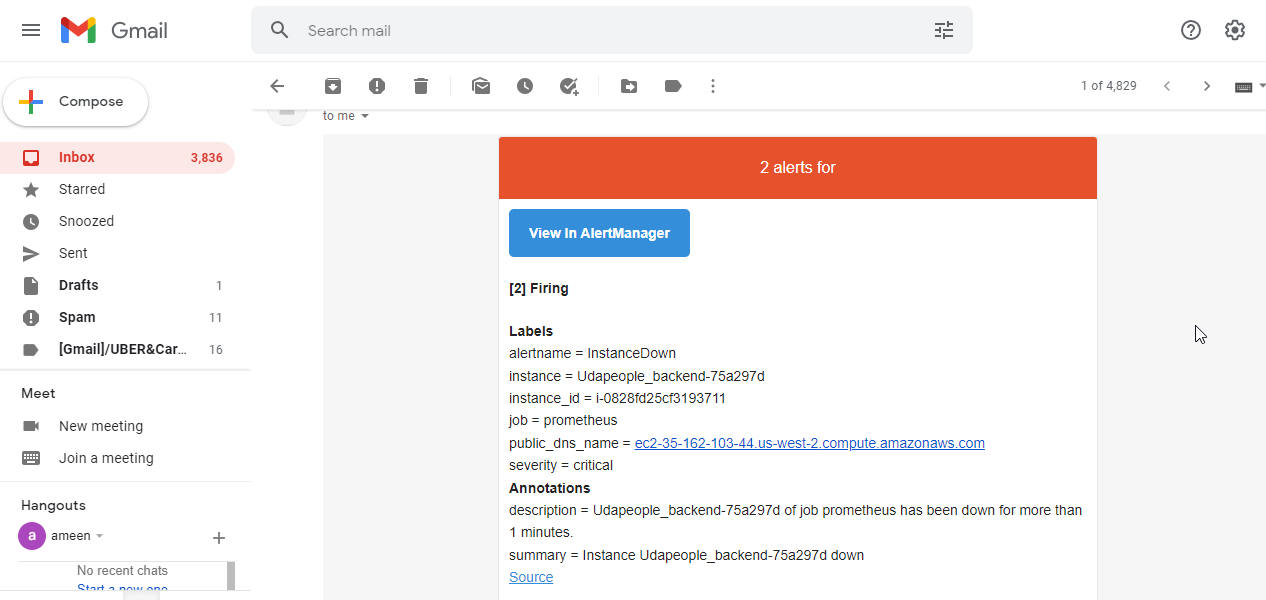 Gmail
Search mail
Compose
1 of 4,829
to me
Inbox 3,836
Starred
Snoozed
Sent
Drafts 1
Spam 11
[Gmail]/UBER&Car... 16
Meet
New meeting
Join a meeting
Hangouts
a ameen
No recent chats
Start a new one
2 alerts for
View In AlertManager
[2] Firing
Labels
alertname = InstanceDown
instance = Udapeople_backend-75a297d
instance_id = i-0828fd25cf3193711
job = prometheus
public_dns_name = ec2-35-162-103-44.us-west-2.compute.amazonaws.com
severity = critical
Annotations
description = Udapeople_backend-75a297d of job prometheus has been down for more than
1 minutes.
summary = Instance Udapeople_backend-75a297d down
Source